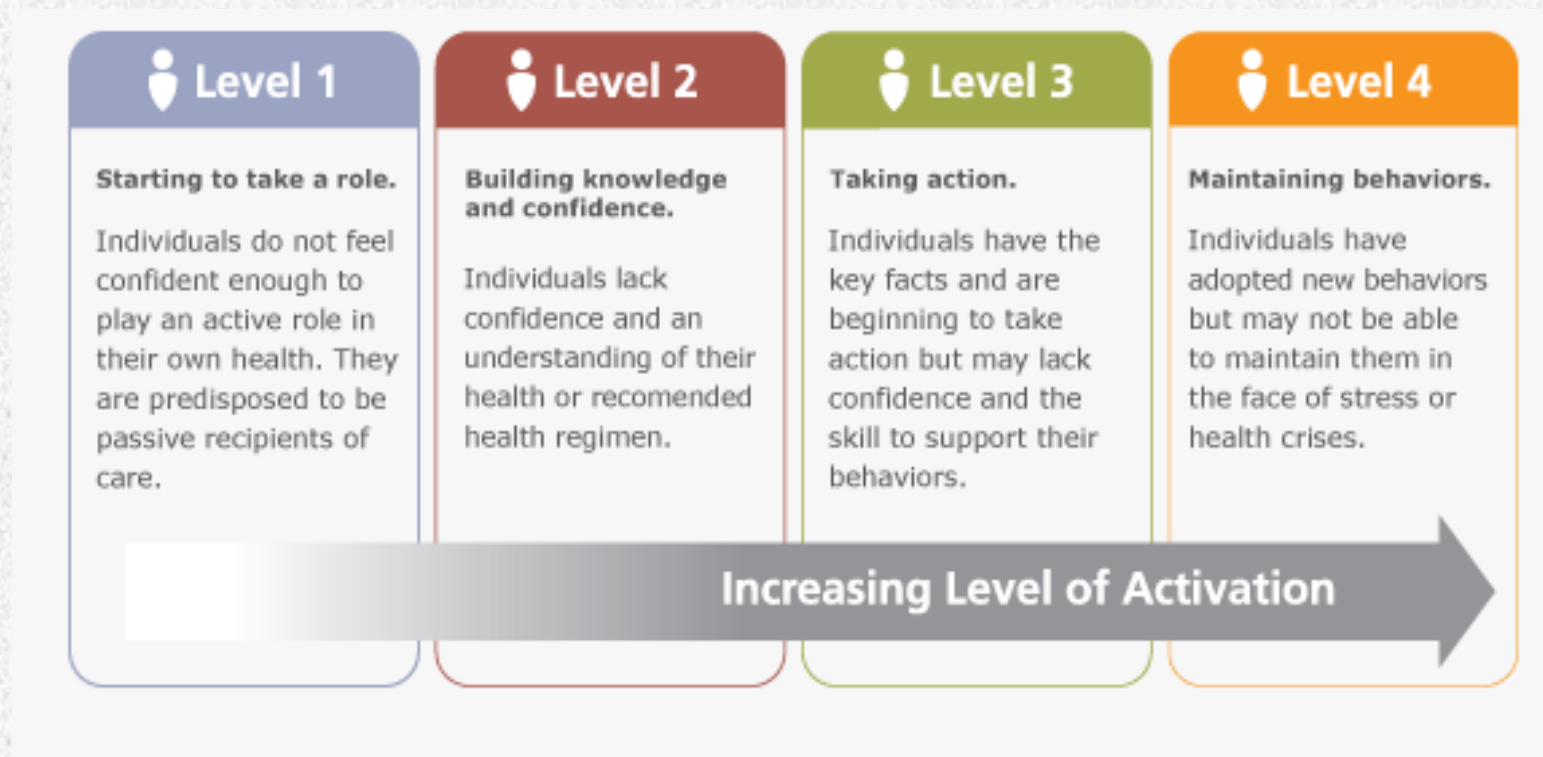 Level 1
Starting to take a role.
Individuals do not feel
confident enough to
play an active role in
their own health. They
are predisposed to be
passive recipients of
care.
Level 2
Building knowledge
and confidence.
Individuals lack
confidence and an
understanding of their
health or recomended
health regimen.
Level 3
Taking action.
Individuals have the
key facts and are
beginning to take
action but may lack
confidence and the
skill to support their
behaviors.
Level 4
Maintaining behaviors.
Individuals have
adopted new behaviors
but may not be able
to maintain them in
the face of stress or
health crises.
Increasing Level of Activation